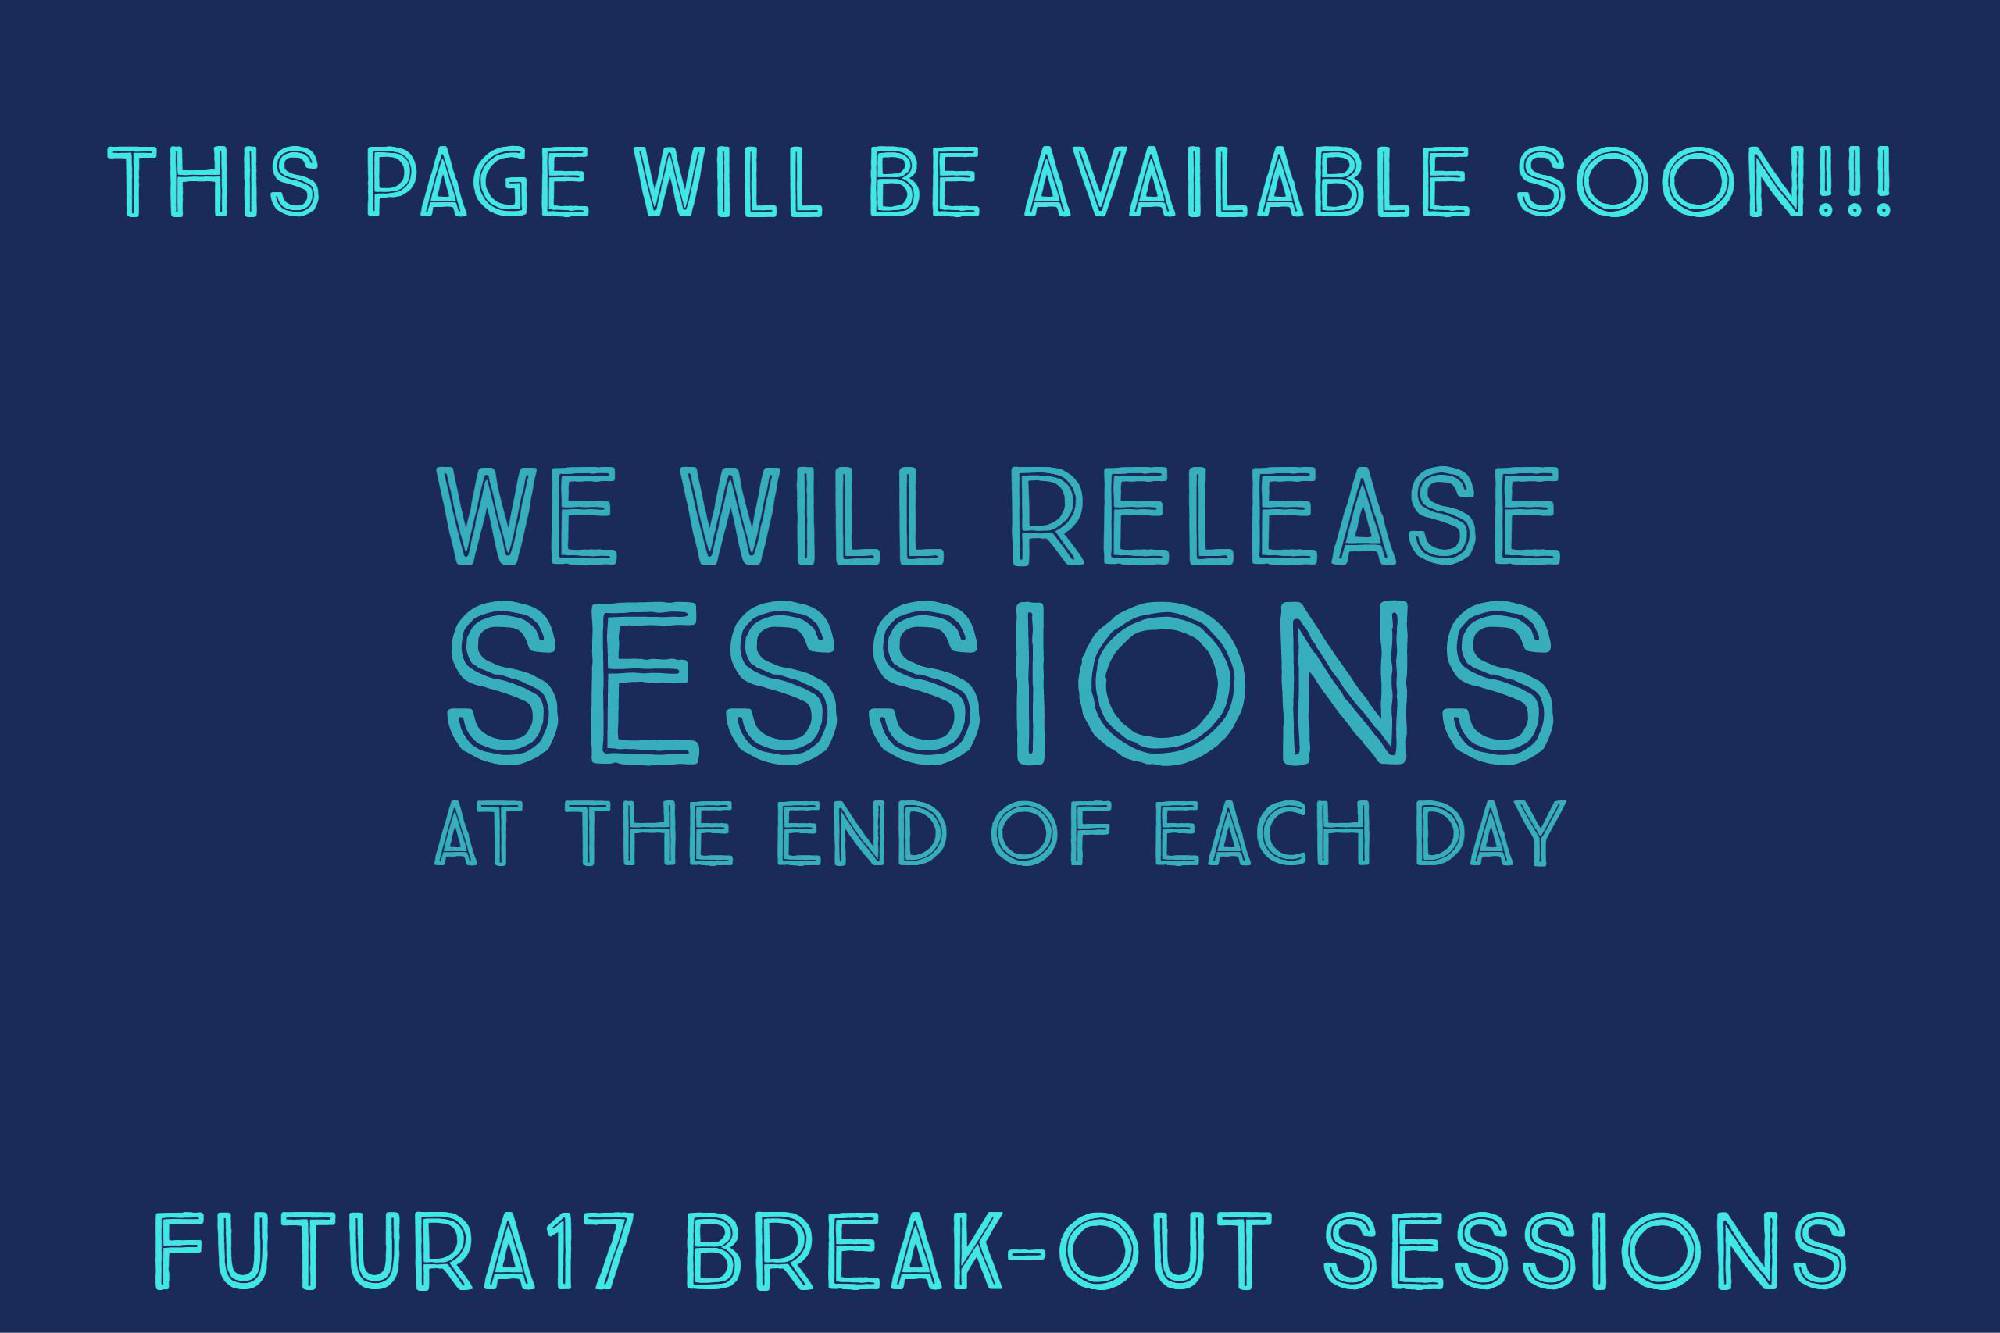 THIS PAGE WILL BE AVAILABLE SOON!!!
WE WILL RELEASE
SESSIONS
AT THE END OF EACH DAY
FUTURA17 BREAK-OUT SESSIONS